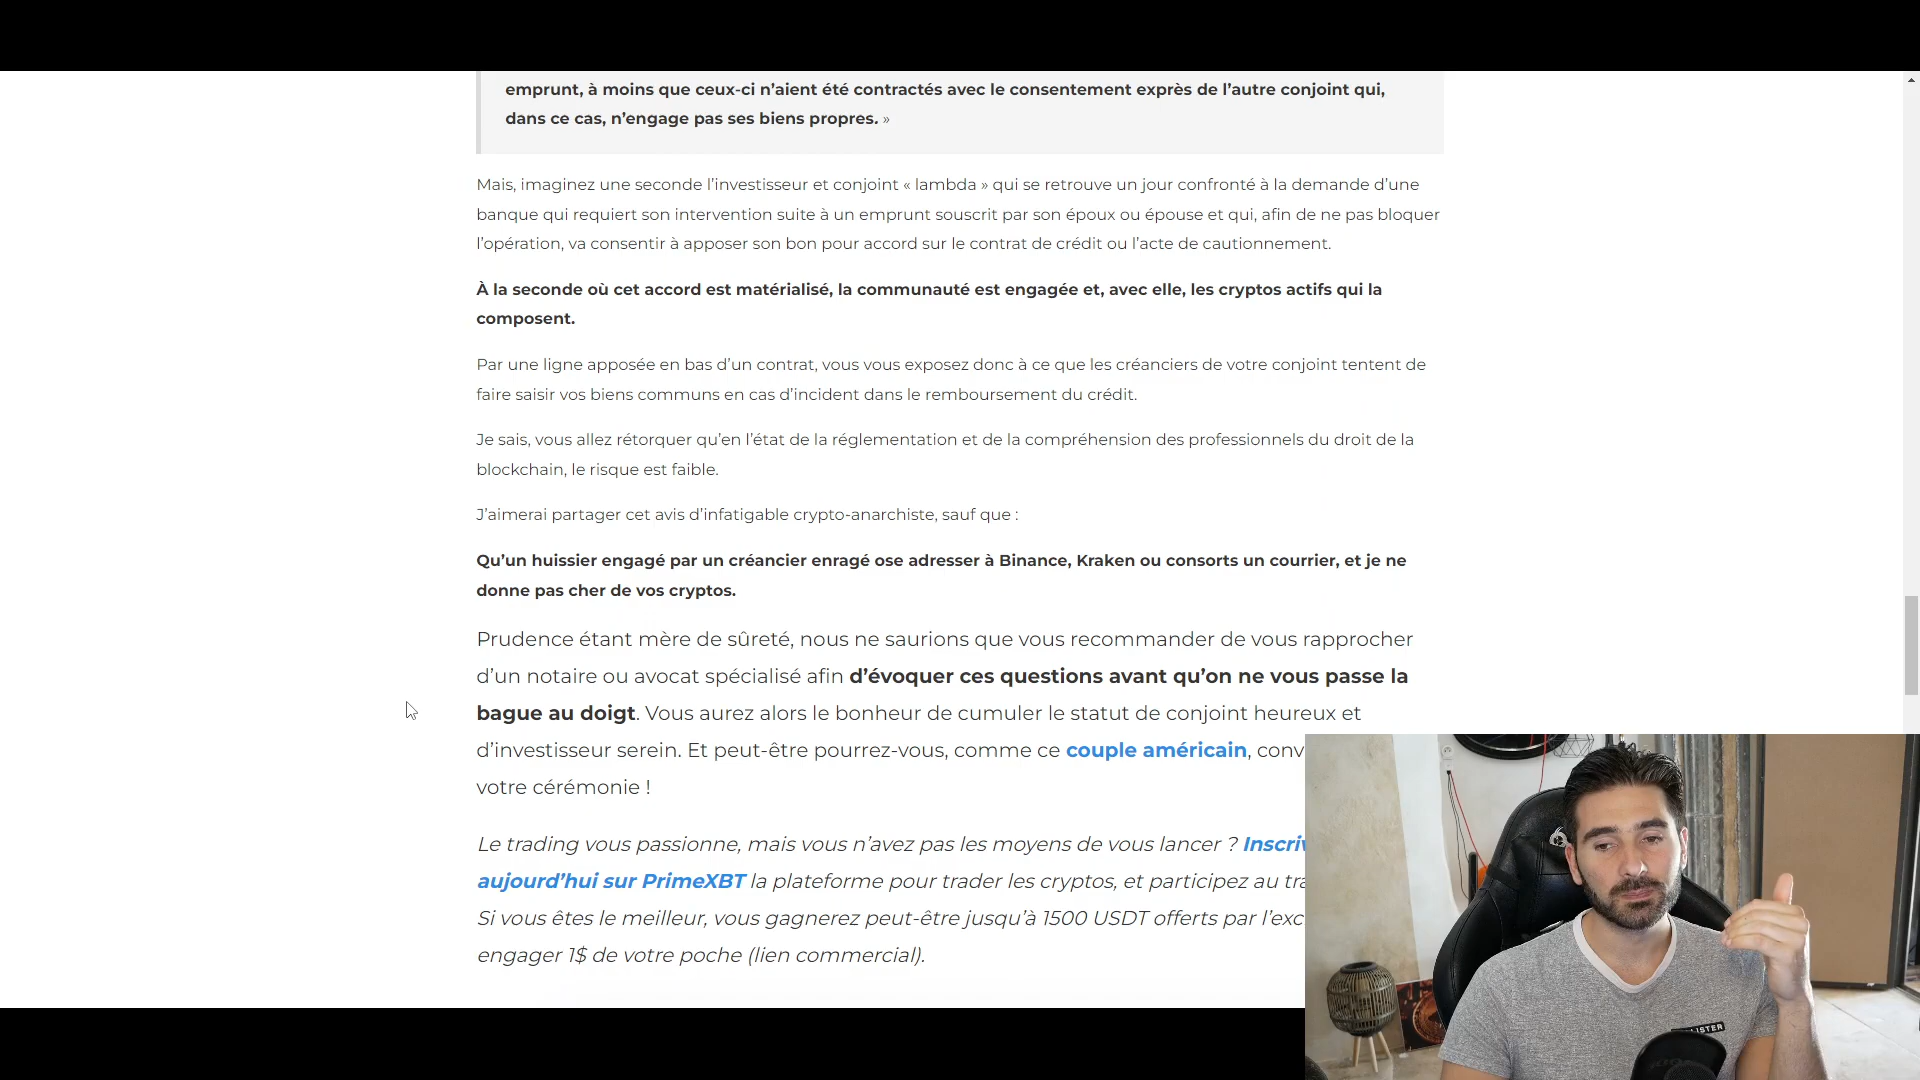 emprunt, à moins que ceux-ci n’aient été contractés avec le consentement exprès de l’autre conjoint qui,
dans ce cas, n’engage pas ses biens propres. »
Mais, imaginez une seconde l’investisseur et conjoint « lambda » qui se retrouve un jour confronté à la demande d’une
banque qui requiert son intervention suite à un emprunt souscrit par son époux ou épouse et qui, afin de ne pas bloquer
l’opération, va consentir à apposer son bon pour accord sur le contrat de crédit ou l’acte de cautionnement.
À la seconde où cet accord est matérialisé, la communauté est engagée et, avec elle, les cryptos actifs qui la
composent.
Par une ligne apposée en bas d’un contrat, vous vous exposez donc à ce que les créanciers de votre conjoint tentent de
faire saisir vos biens communs en cas d’incident dans le remboursement du crédit.
Je sais, vous allez rétorquer qu’en l’état de la réglementation et de la compréhension des professionnels du droit de la
blockchain, le risque est faible.
J’aimerai partager cet avis d’infatigable crypto-anarchiste, sauf que :
Qu’un huissier engagé par un créancier enragé ose adresser à Binance, Kraken ou consorts un courrier, et je ne
donne pas cher de vos cryptos.
Prudence étant mère de sûreté, nous ne saurions que vous recommander de vous rapprocher
d’un notaire ou avocat spécialisé afin d’évoquer ces questions avant qu’on ne vous passe la
bague au doigt. Vous aurez alors le bonheur de cumuler le statut de conjoint heureux et
d’investisseur serein. Et peut-être pourrez-vous, comme ce couple américain, conv
votre cérémonie !
Le trading vous passionne, mais vous n’avez pas les moyens de vous lancer ? Inscriv
aujourd’hui sur PrimeXBT la plateforme pour trader les cryptos, et participez au tra
Si vous êtes le meilleur, vous gagnerez peut-être jusqu’à 1500 USDT offerts par l’exc
engager 1$ de votre poche (lien commercial).